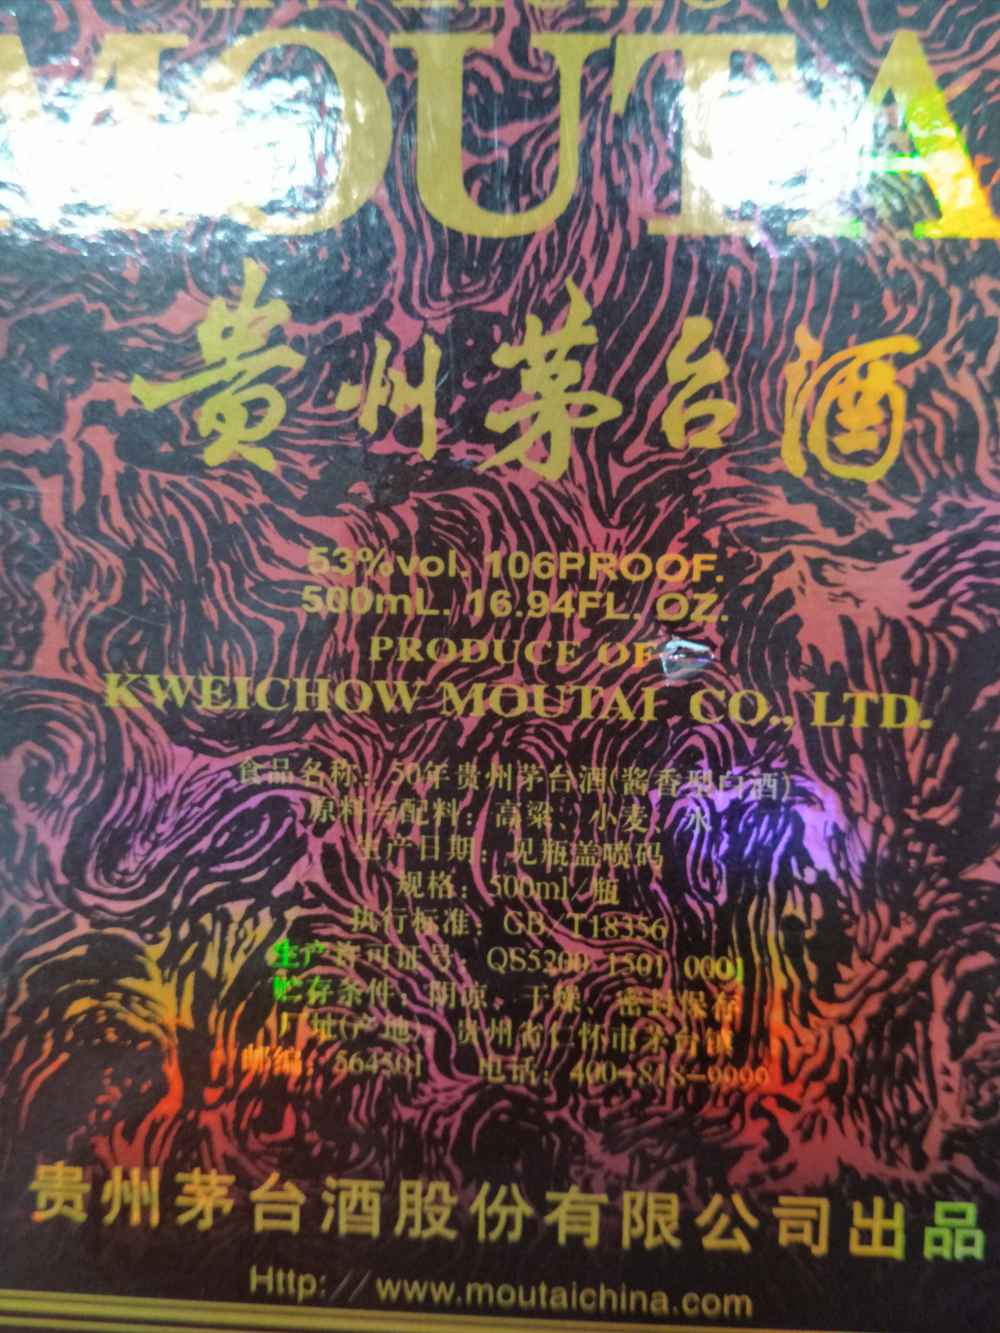 MOUTA
贵州茅台酒
53%vol. 106PROOF.
500mL. 16.94FL. OZ.
PRODUCE OF
KWEICHOW MOUTAI CO., LTD.
食品名称：50年贵州茅台酒(酱香型白酒)
原料与配料：高粱、小麦、水
生产日期：见瓶盖喷码
规格：500ml/瓶
执行标准：GB/T18356
生产许可证号：QS5200 1501 0001
贮存条件：阴凉、干燥、密封保存
厂址(产地)：贵州省仁怀市茅台镇
邮编：564501 电话：400-818-9990
贵州茅台酒股份有限公司出品
Http://www.moutaichina.com